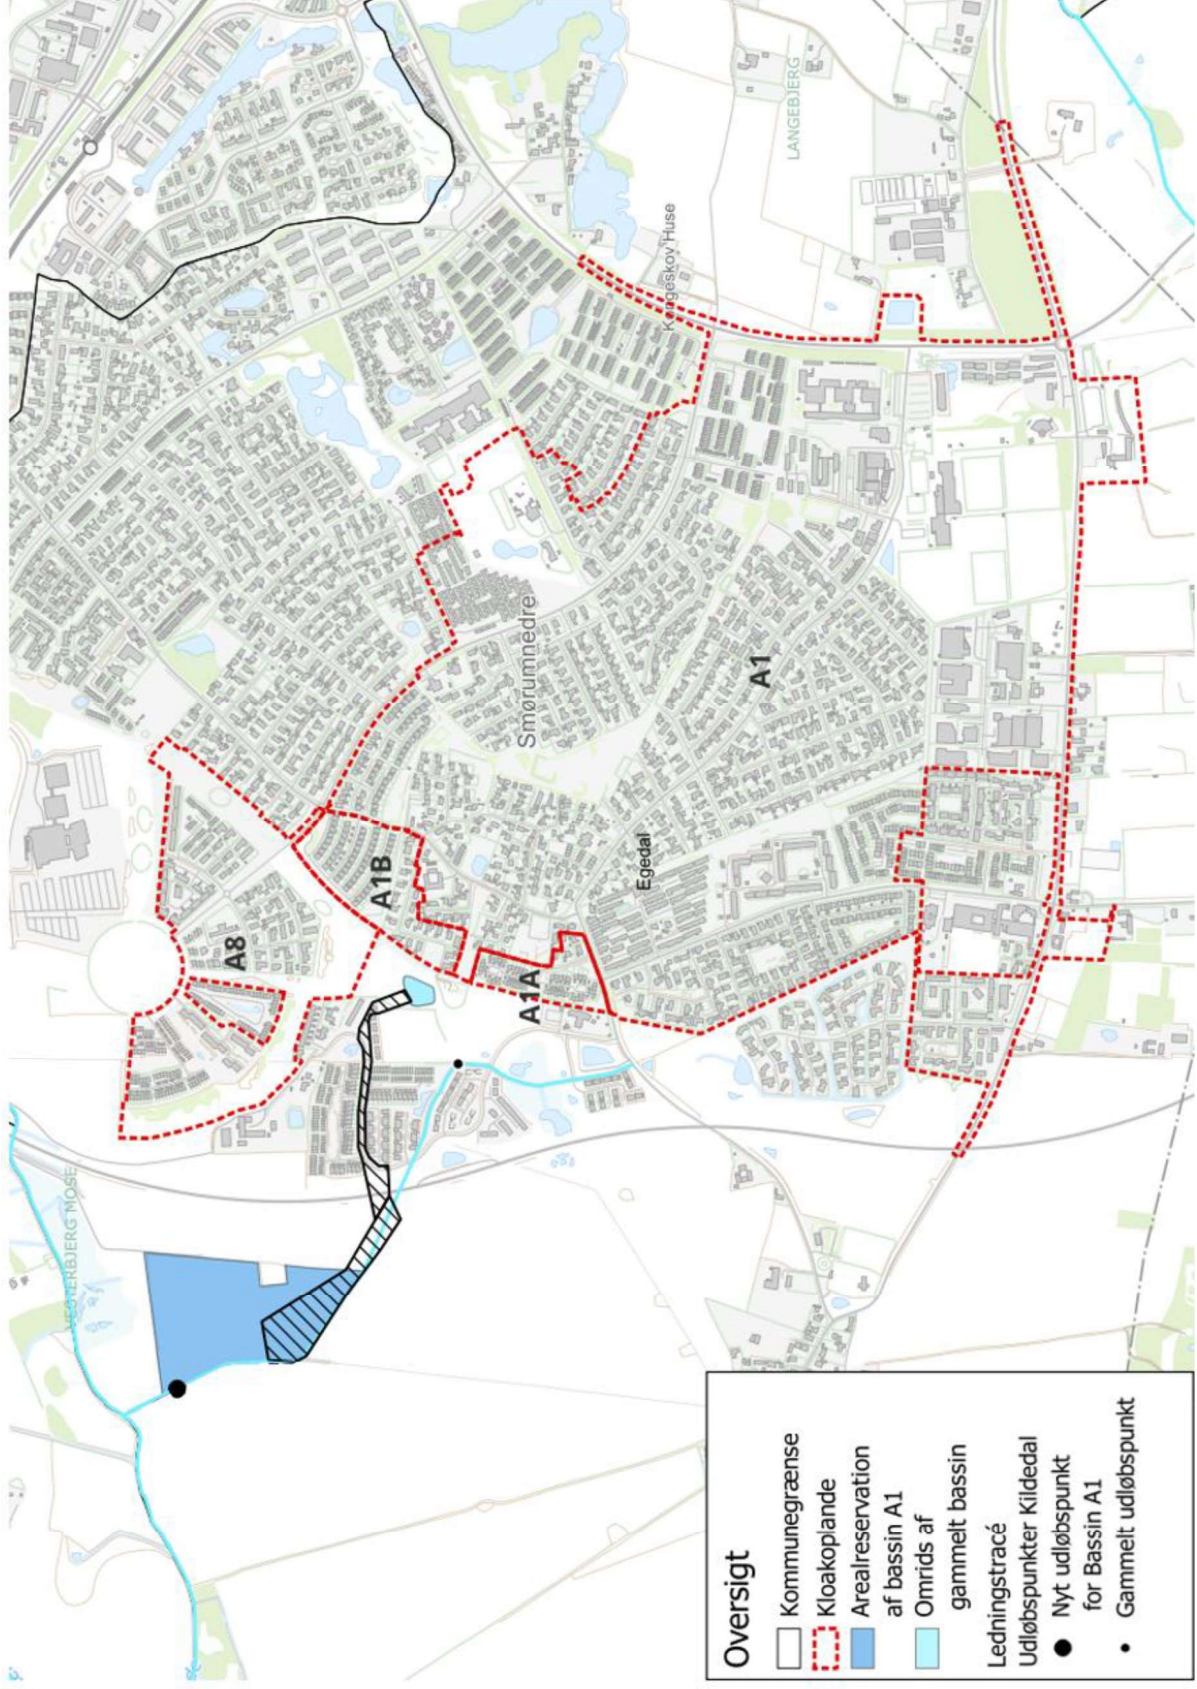 VESTERBJERG MOSE
LANGEBJERG
Kongeskov Huse
Smørumnedre
Egedal
A8
A1B
A1A
A1
Oversigt
Kommunegrænse
Kloakoplande
Arealreservation
af bassin A1
Omrids af
gammelt bassin
Ledningstracé
Udløbspunkter Kildedal
Nyt udløbspunkt
for Bassin A1
Gammelt udløbspunkt